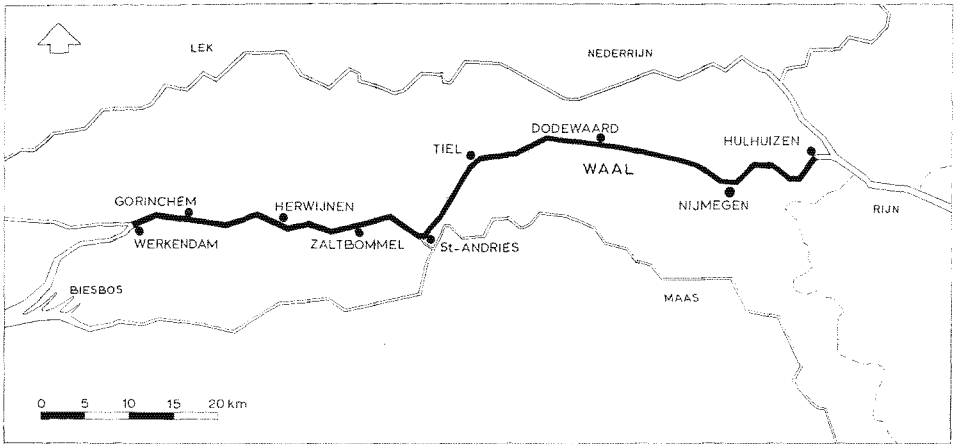 LEK
NEDERRIJN
DODEWAARD
HULHUIZEN
TIEL
WAAL
GORINCHEM
HERWIJNEN
NIJMEGEN
RIJN
WERKENDAM
ZALTBOMMEL
St-ANDRIES
BIESBOS
MAAS
0 5 10 15 20 km